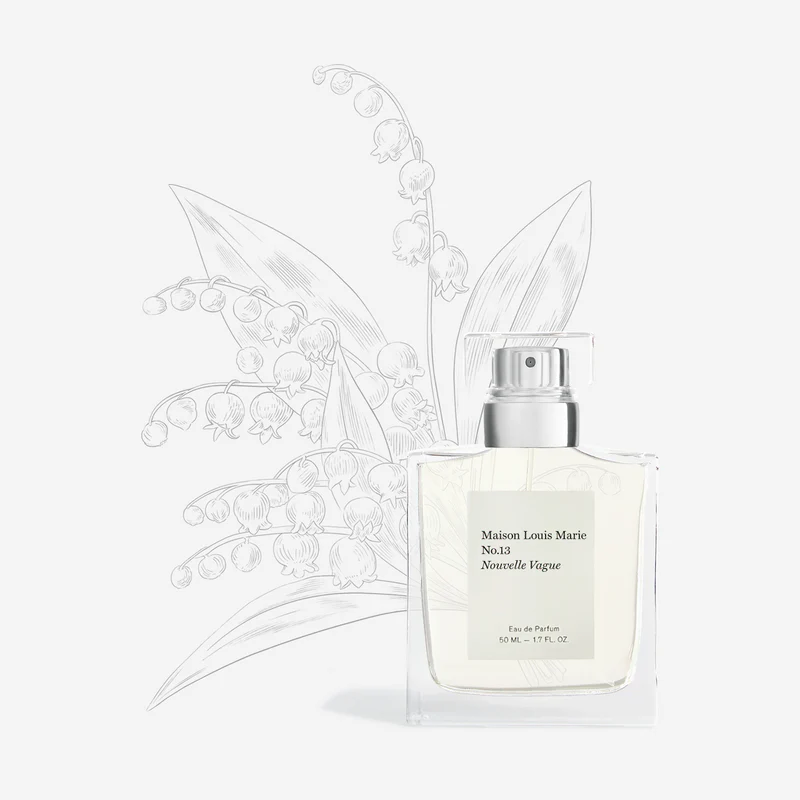 Maison Louis Marie
No.13
Nouvelle Vague
Eau de Parfum
50 ML – 1.7 FL. OZ